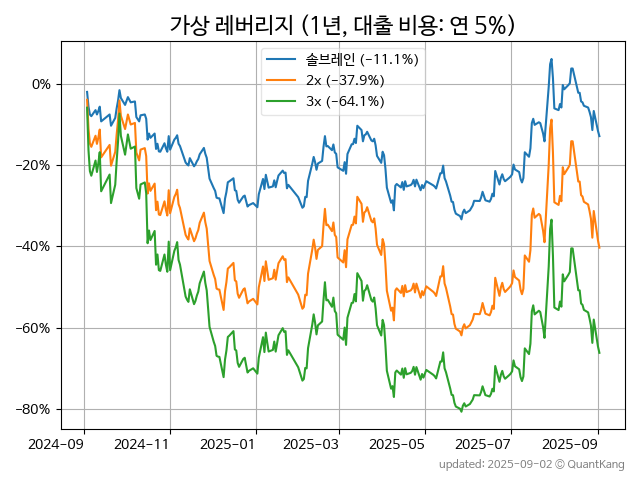 가상 레버리지 (1년, 대출 비용: 연 5%)
솔브레인 (−11.1%)
2x (−37.9%)
3x (−64.1%)
0%
−20%
−40%
−60%
−80%
2024-09
2024-11
2025-01
2025-03
2025-05
2025-07
2025-09
updated: 2025-09-02 © QuantKang